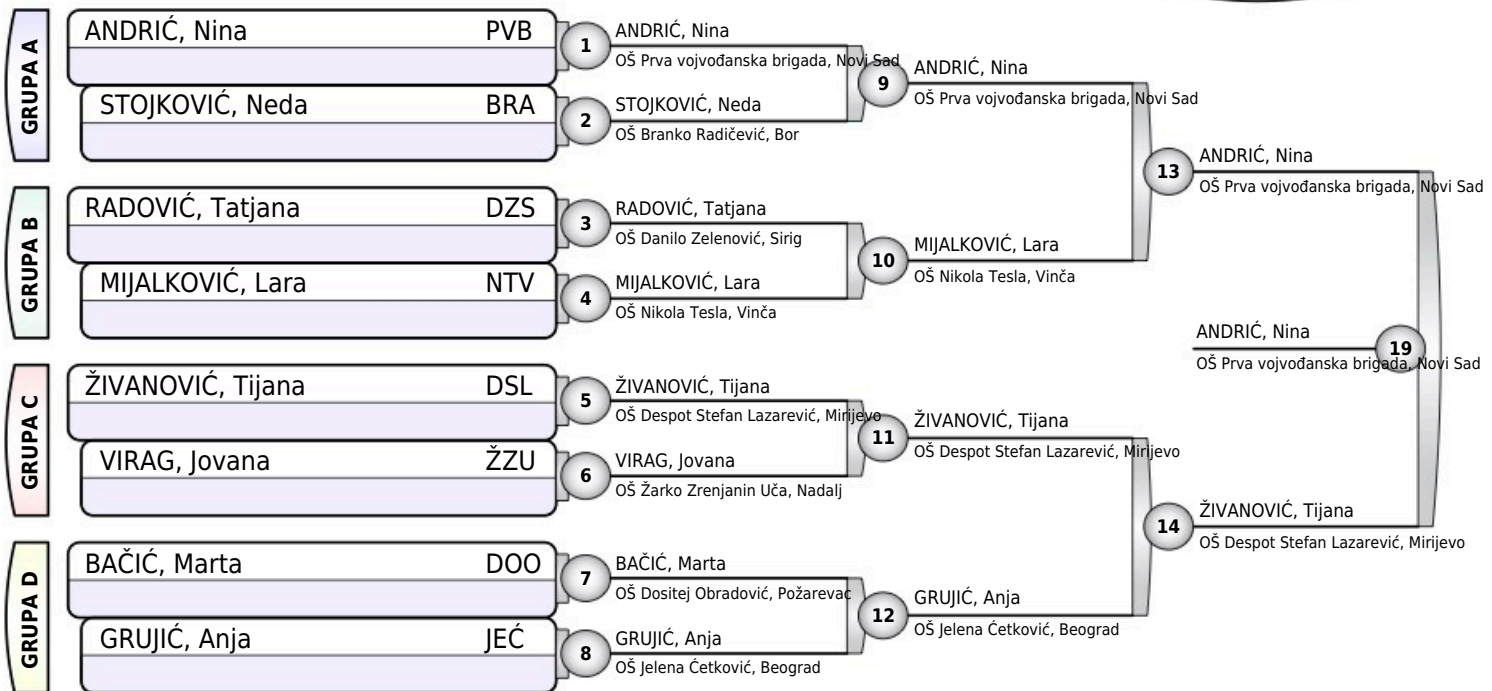 GRUPA A
ANDRIĆ, Nina PVB
STOJKOVIĆ, Neda BRA
GRUPA B
RADOVIĆ, Tatjana DZS
MIJALKOVIĆ, Lara NTV
GRUPA C
ŽIVANOVIĆ, Tijana DSL
VIRAG, Jovana ŽZU
GRUPA D
BAČIĆ, Marta DOO
GRUJIĆ, Anja JEĆ
1
ANDRIĆ, Nina
OŠ Prva vojvođanska brigada, Novi Sad
2
STOJKOVIĆ, Neda
OŠ Branko Radičević, Bor
3
RADOVIĆ, Tatjana
OŠ Danilo Zelenović, Sirig
4
MIJALKOVIĆ, Lara
OŠ Nikola Tesla, Vinča
5
ŽIVANOVIĆ, Tijana
OŠ Despot Stefan Lazarević, Mirijevo
6
VIRAG, Jovana
OŠ Žarko Zrenjanin Uča, Nadalj
7
BAČIĆ, Marta
OŠ Dositej Obradović, Požarevac
8
GRUJIĆ, Anja
OŠ Jelena Ćetković, Beograd
9
ANDRIĆ, Nina
OŠ Prva vojvođanska brigada, Novi Sad
10
MIJALKOVIĆ, Lara
OŠ Nikola Tesla, Vinča
11
ŽIVANOVIĆ, Tijana
OŠ Despot Stefan Lazarević, Mirijevo
12
GRUJIĆ, Anja
OŠ Jelena Ćetković, Beograd
13
ANDRIĆ, Nina
OŠ Prva vojvođanska brigada, Novi Sad
14
ŽIVANOVIĆ, Tijana
OŠ Despot Stefan Lazarević, Mirijevo
19
ANDRIĆ, Nina
OŠ Prva vojvođanska brigada, Novi Sad